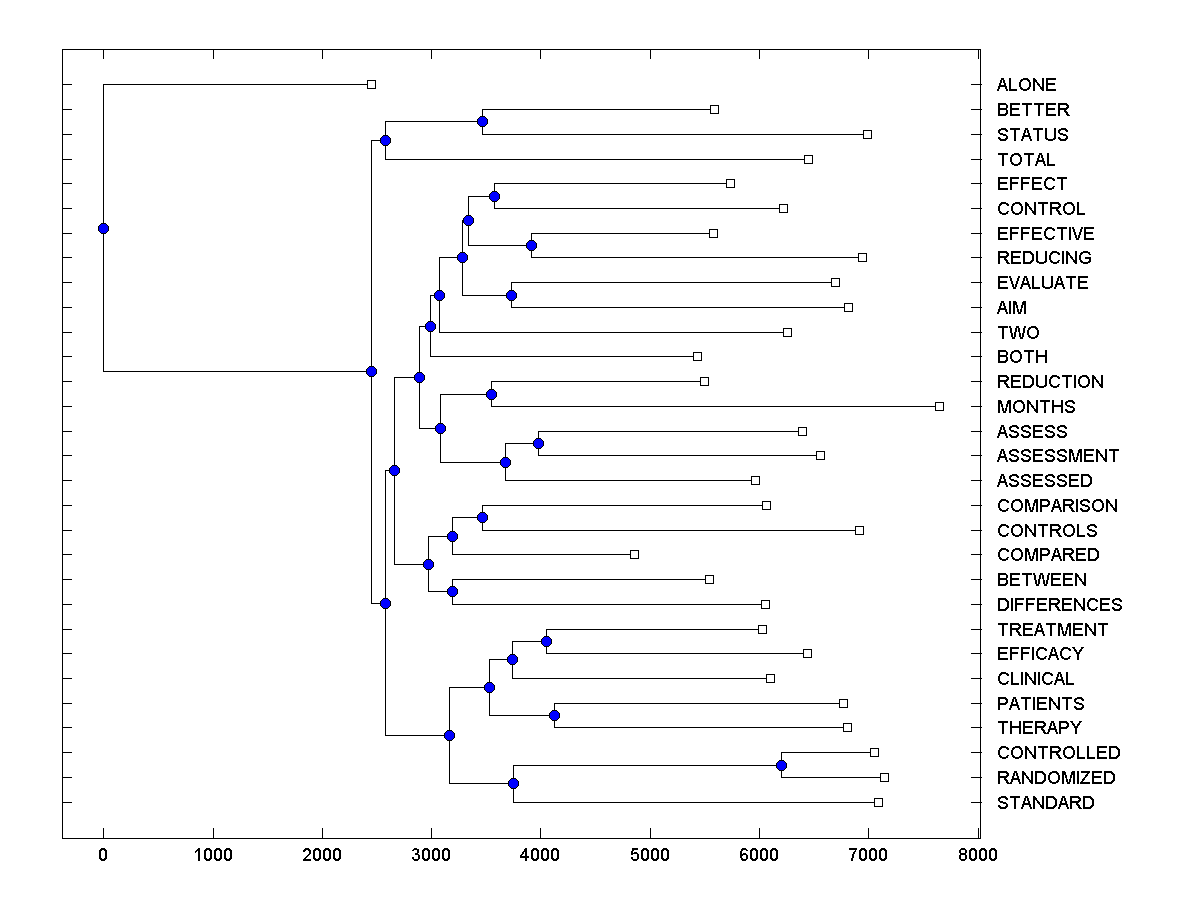 ALONE
BETTER
STATUS
TOTAL
EFFECT
CONTROL
EFFECTIVE
REDUCING
EVALUATE
AIM
TWO
BOTH
REDUCTION
MONTHS
ASSESS
ASSESSMENT
ASSESSED
COMPARISON
CONTROLS
COMPARED
BETWEEN
DIFFERENCES
TREATMENT
EFFICACY
CLINICAL
PATIENTS
THERAPY
CONTROLLED
RANDOMIZED
STANDARD
0 1000 2000 3000 4000 5000 6000 7000 8000